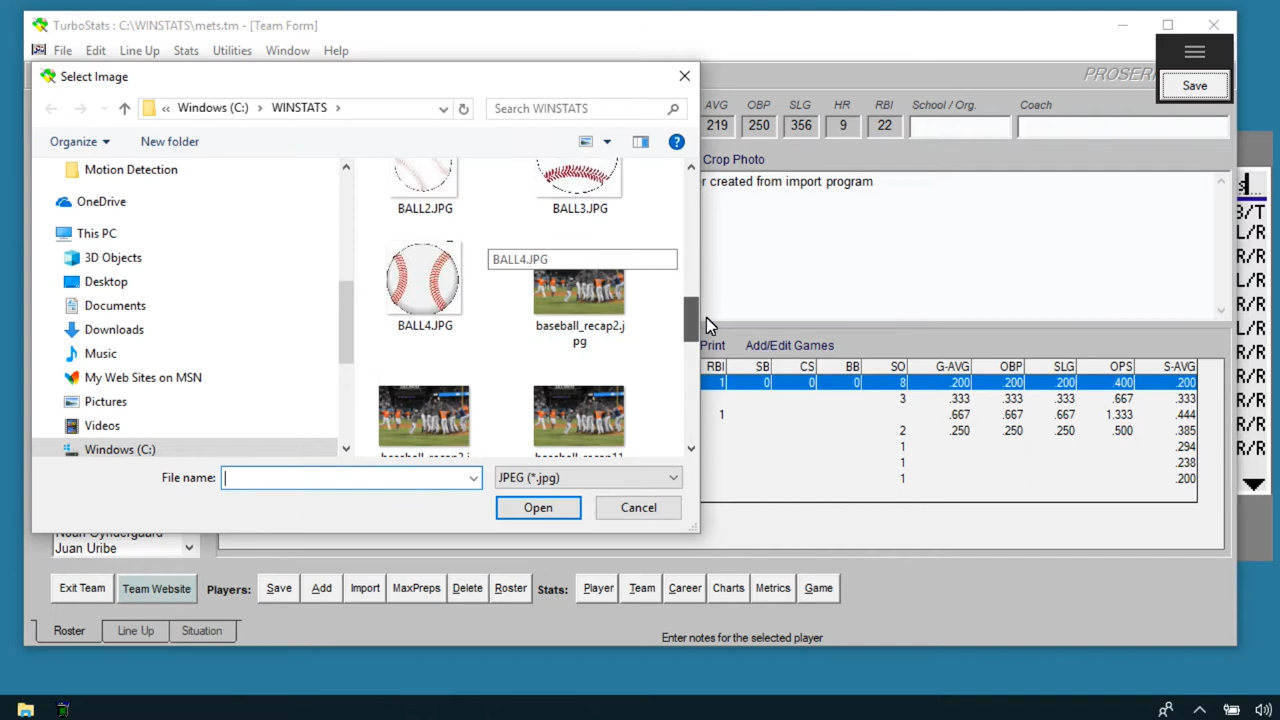 TurboStats : C:\WINSTATS\mets.tm - [Team Form]
File Edit Line Up Stats Utilities Window Help
Save
Select Image
« Windows (C:) > WINSTATS >
Search WINSTATS
Organize
New folder
Motion Detection
OneDrive
This PC
3D Objects
Desktop
Documents
Downloads
Music
My Web Sites on MSN
Pictures
Videos
Windows (C:)
BALL2.JPG
BALL3.JPG
BALL4.JPG
BALL4.JPG
baseball_recap2.j
pg
File name:
JPEG (*.jpg)
Open
Cancel
AVG OBP SLG HR RBI School / Org. Coach
219 250 356 9 22
Crop Photo
r created from import program
Print Add/Edit Games
RBI SB CS BB SO G-AVG OBP SLG OPS S-AVG
1 0 0 0 8 .200 .200 .200 .400 .200
3 .333 .333 .333 .667 .333
1 .667 .667 .667 1.333 .444
2 .250 .250 .250 .500 .385
1 .294
1 .238
1 .200
B/T
L/R
R/R
L/R
R/R
L/R
R/R
R/R
R/R
R/R
R/R
Juan Uribe
Exit Team Team Website Players: Save Add Import MaxPreps Delete Roster Stats: Player Team Career Charts Metrics Game
Roster Line Up Situation
Enter notes for the selected player